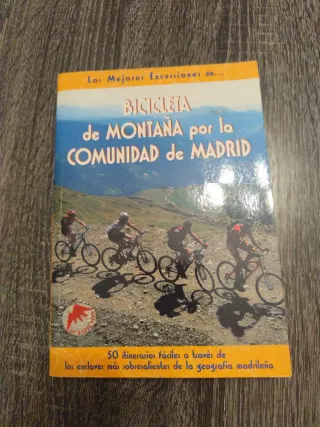 Las Mejores Excursiones en...
BICICLETA
de MONTAÑA por la
COMUNIDAD de MADRID
50 itinerarios fáciles a través de
los enclaves más sobresalientes de la geografía madrileña